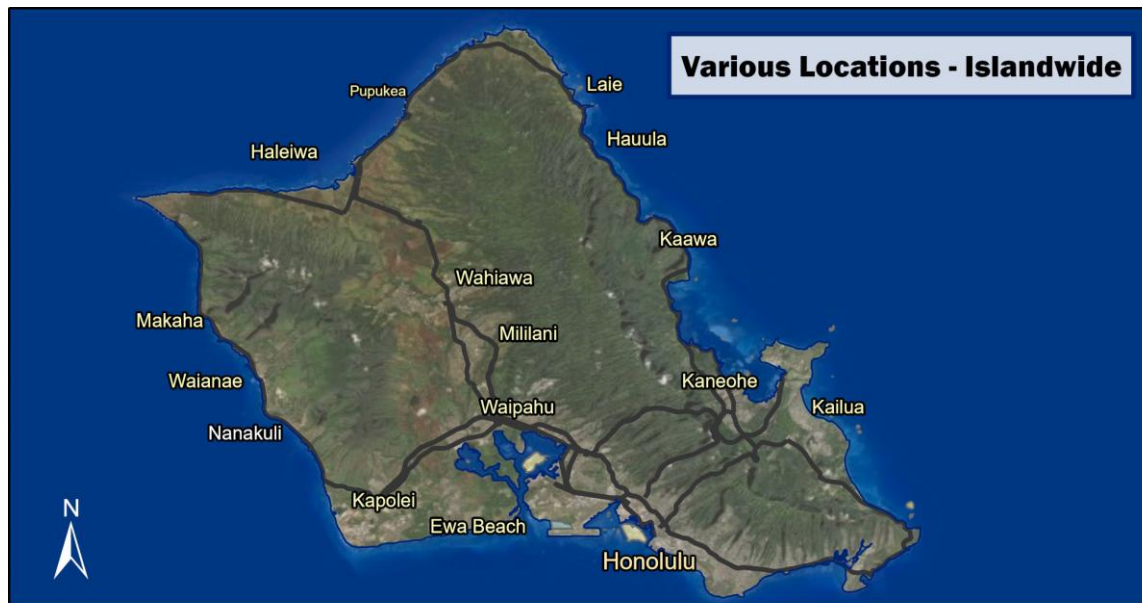 Various Locations - Islandwide
Laie
Pupukea
Hauula
Haleiwa
Kaawa
Wahiawa
Makaha
Mililani
Waianae
Kaneohe
Waipahu
Kailua
Nanakuli
Kapolei
N
Ewa Beach
Honolulu